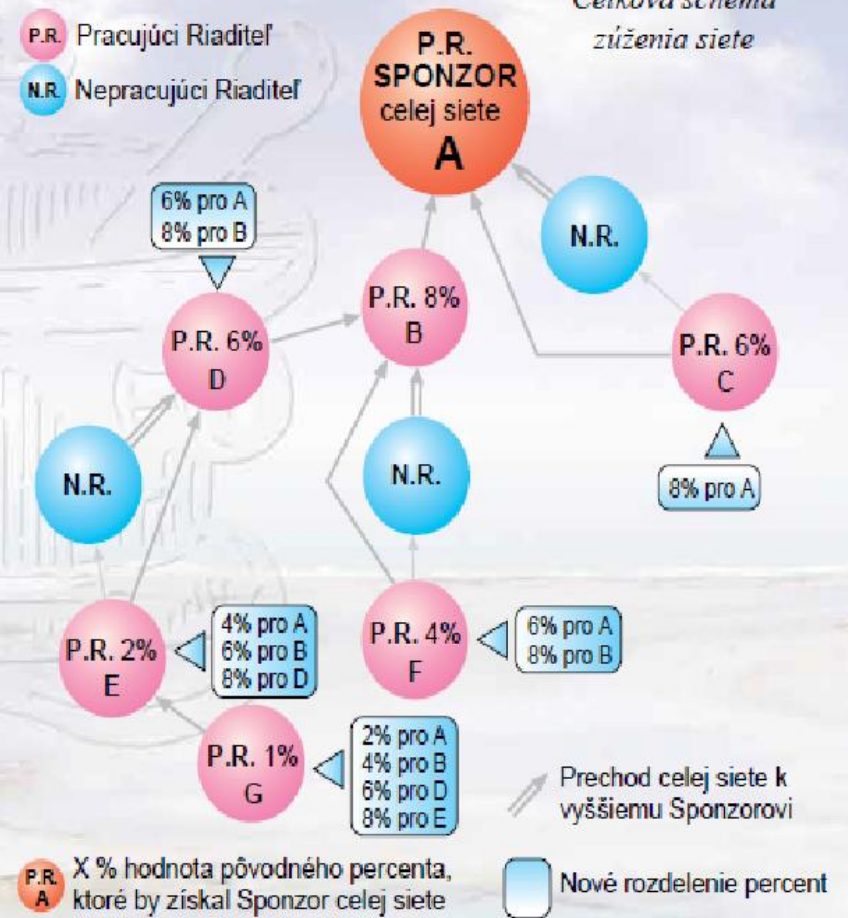 Celková schéma
zúženia siete
P.R. Pracujúci Riaditeľ
N.R. Nepracujúci Riaditeľ
P.R.
SPONZOR
celej siete
A
N.R.
6% pro A
8% pro B
P.R. 8%
B
P.R. 6%
D
P.R. 6%
C
N.R.
N.R.
8% pro A
P.R. 2%
E
4% pro A
6% pro B
8% pro D
P.R. 4%
F
6% pro A
8% pro B
P.R. 1%
G
2% pro A
4% pro B
6% pro D
8% pro E
Prechod celej siete k
vyššiemu Sponzorovi
P.R.
A
X % hodnota pôvodného percenta,
ktoré by získal Sponzor celej siete
Nové rozdelenie percent